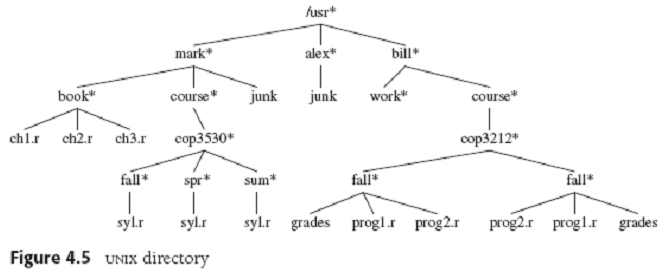 /usr*
mark* alex* bill*
book* course* junk junk work* course*
ch1.r ch2.r ch3.r cop3530* cop3212*
fall* spr* sum* fall* fall*
syl.r syl.r syl.r grades prog1.r prog2.r prog2.r prog1.r grades
Figure 4.5 UNIX directory